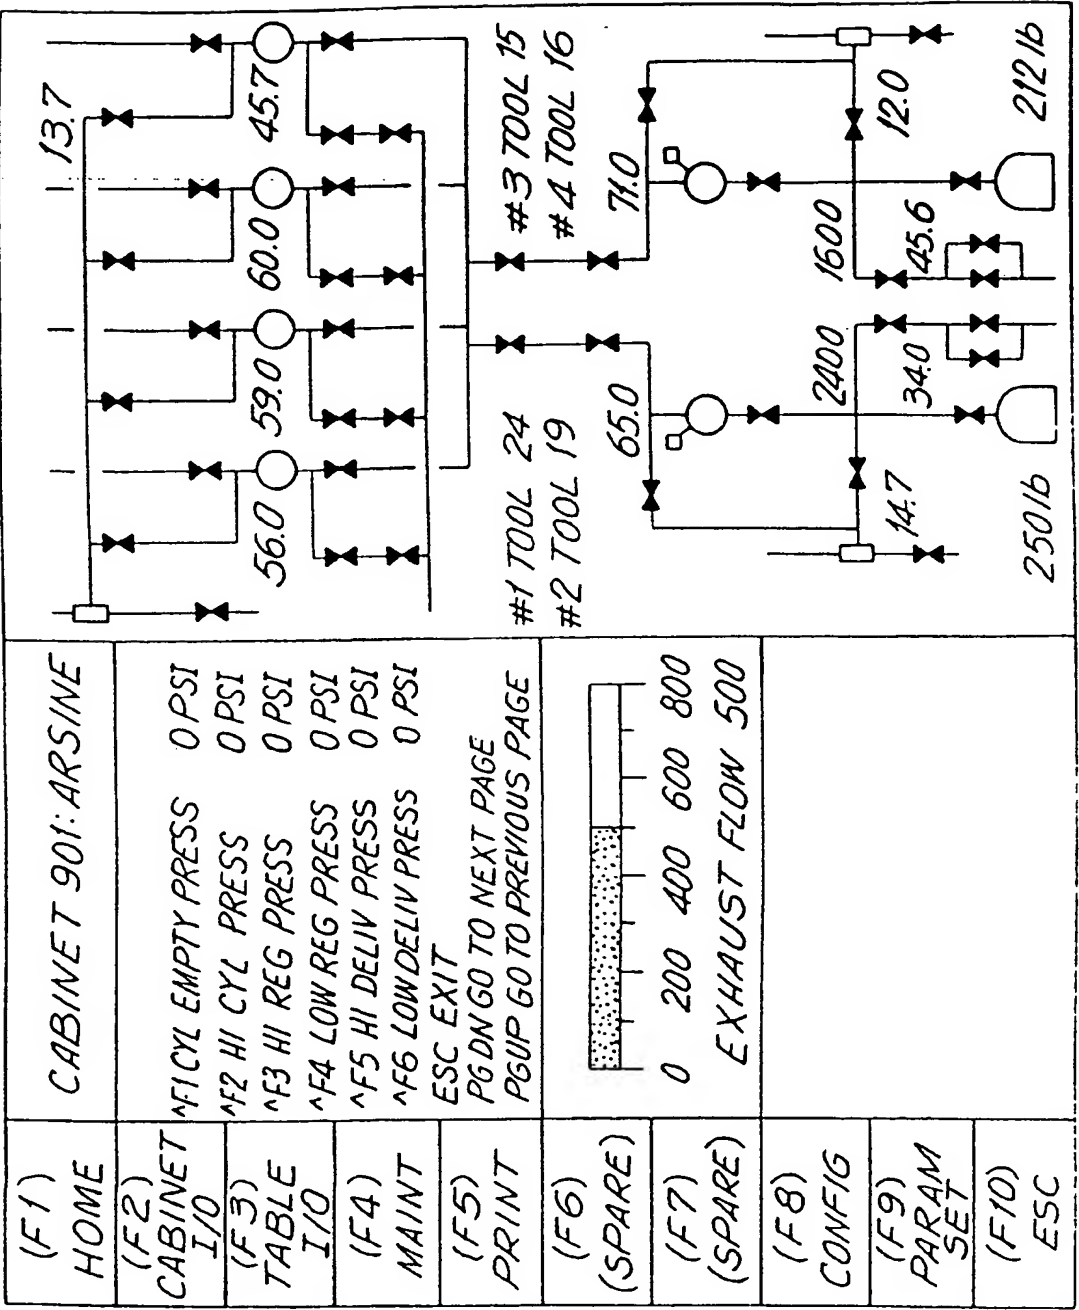 (F1)
HOME
(F2)
CABINET
I/O
(F3)
TABLE
I/O
(F4)
MAINT
(F5)
PRINT
(F6)
(SPARE)
(F7)
(SPARE)
(F8)
CONFIG
(F9)
PARAM
SET
(F10)
ESC
CABINET 901: ARSINE
^F1 CYL EMPTY PRESS 0 PSI
^F2 HI CYL PRESS 0 PSI
^F3 HI REG PRESS 0 PSI
^F4 LOW REG PRESS 0 PSI
^F5 HI DELIV PRESS 0 PSI
^F6 LOW DELIV PRESS 0 PSI
ESC EXIT
PG DN GO TO NEXT PAGE
PGUP GO TO PREVIOUS PAGE
0 200 400 600 800
EXHAUST FLOW 500
13.7
56.0 59.0 60.0 45.7
#1 TOOL 24
#2 TOOL 19
#3 TOOL 15
#4 TOOL 16
65.0 71.0
2400 1600
14.7 34.0 45.6 12.0
250 lb 212 lb